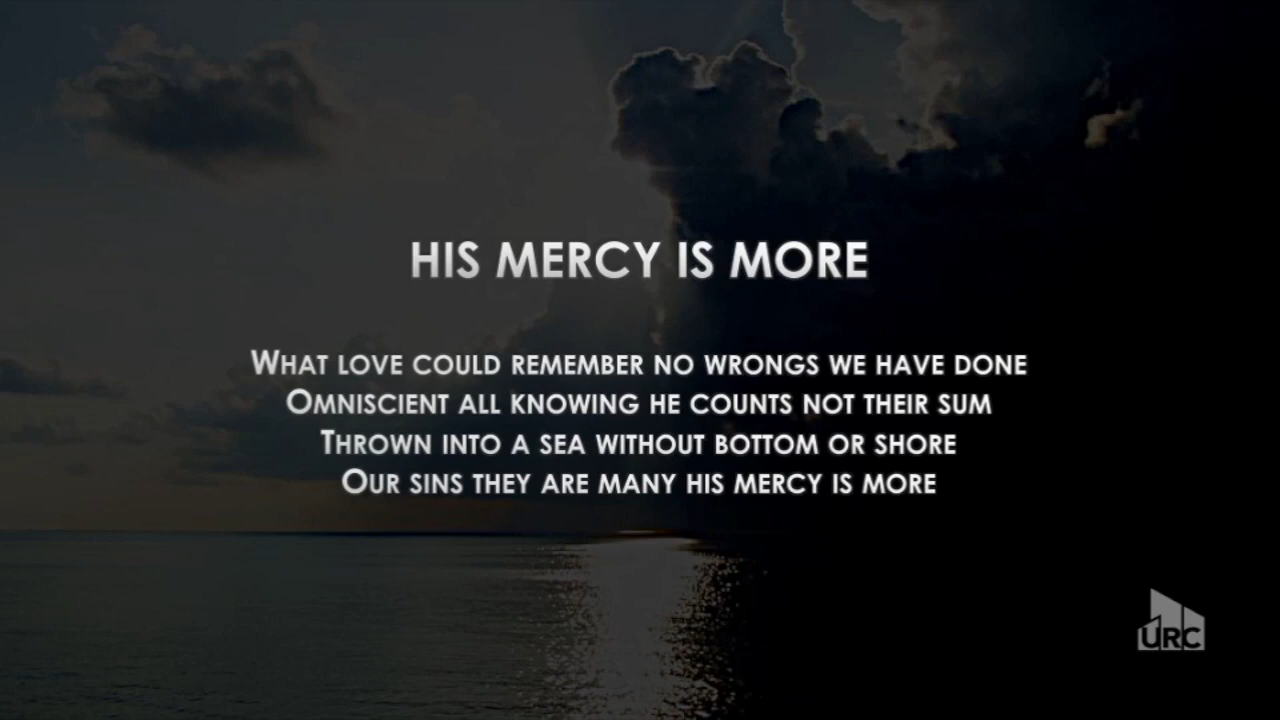 HIS MERCY IS MORE
WHAT LOVE COULD REMEMBER NO WRONGS WE HAVE DONE
OMNISCIENT ALL KNOWING HE COUNTS NOT THEIR SUM
THROWN INTO A SEA WITHOUT BOTTOM OR SHORE
OUR SINS THEY ARE MANY HIS MERCY IS MORE
URC